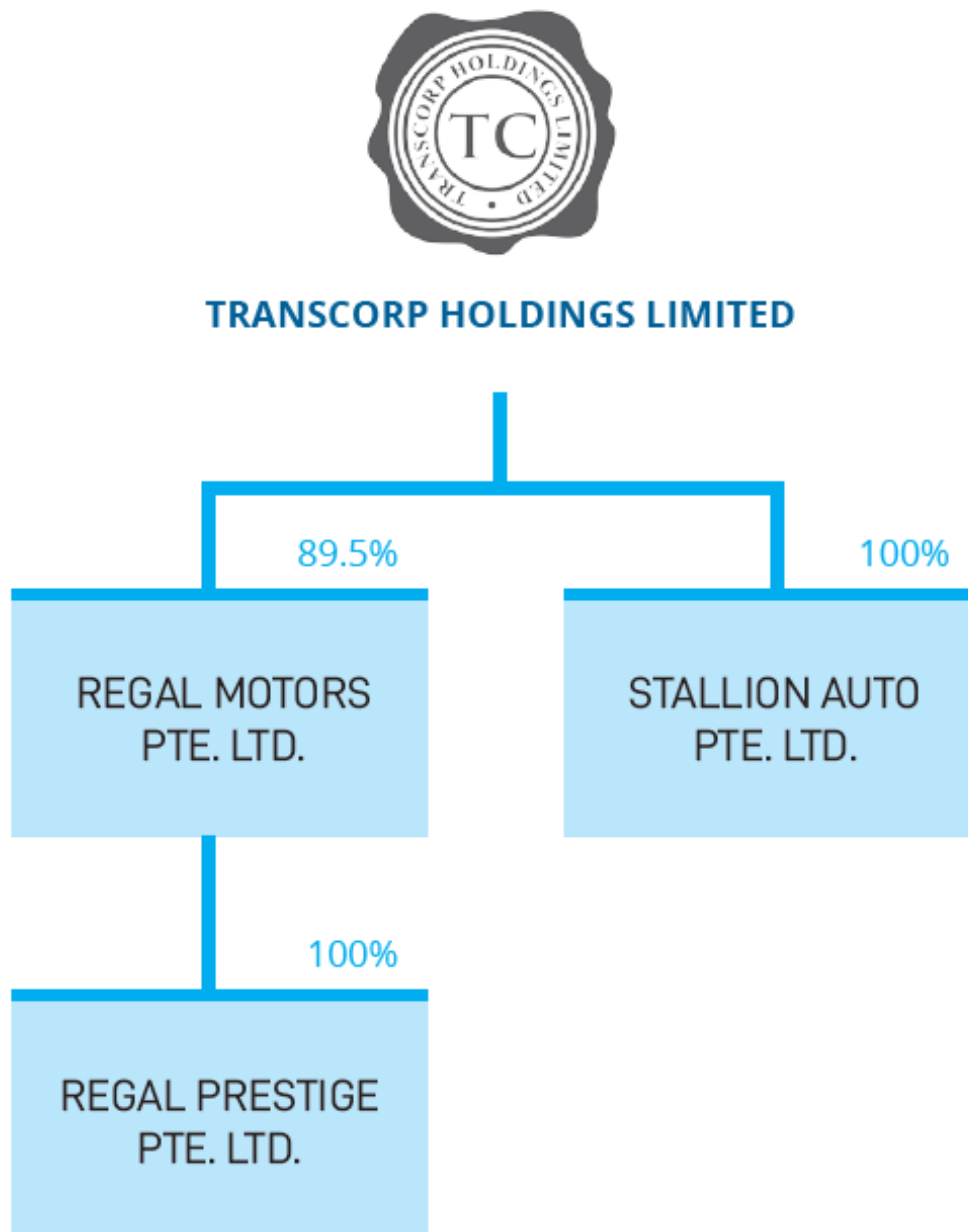 TRANSCORP HOLDINGS LIMITED •
TC
TRANSCORP HOLDINGS LIMITED
89.5%
100%
REGAL MOTORS
PTE. LTD.
STALLION AUTO
PTE. LTD.
100%
REGAL PRESTIGE
PTE. LTD.